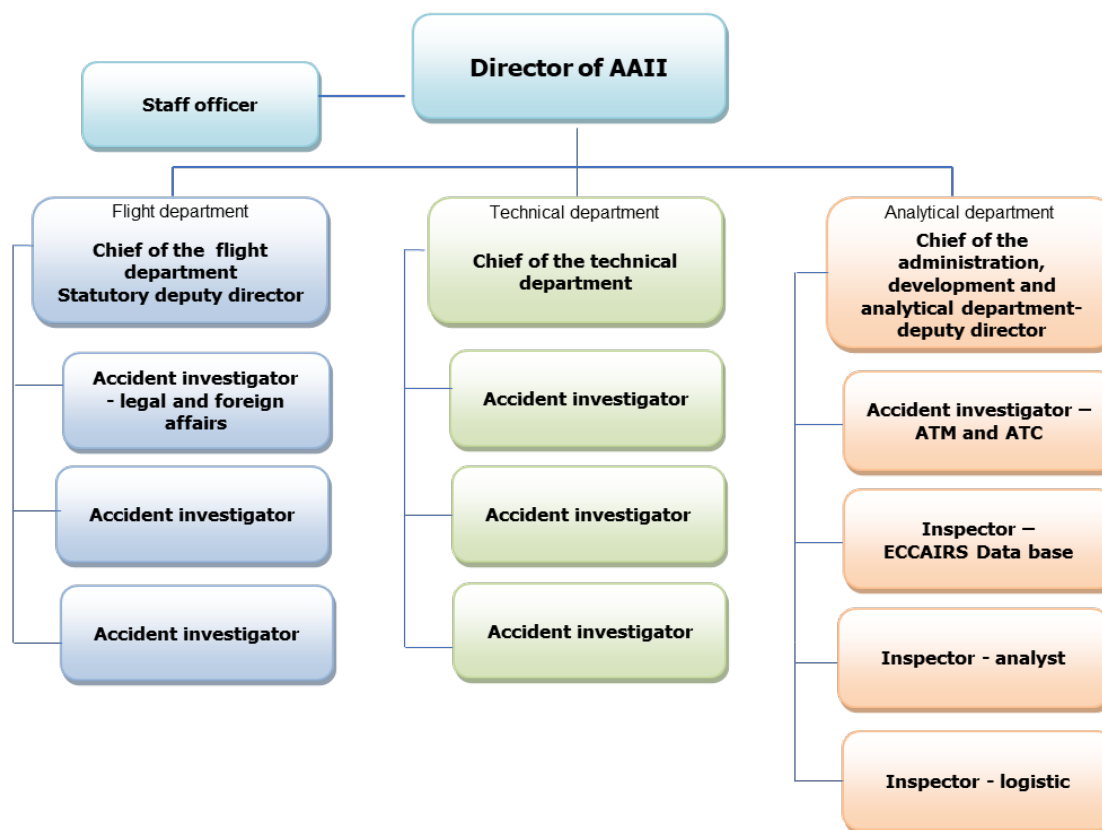 Director of AAII
Staff officer
Flight department
Chief of the flight
department
Statutory deputy director
Accident investigator
- legal and foreign
affairs
Accident investigator
Accident investigator
Technical department
Chief of the technical
department
Accident investigator
Accident investigator
Accident investigator
Analytical department
Chief of the
administration,
development and
analytical department-
deputy director
Accident investigator –
ATM and ATC
Inspector –
ECCAIRS Data base
Inspector - analyst
Inspector - logistic